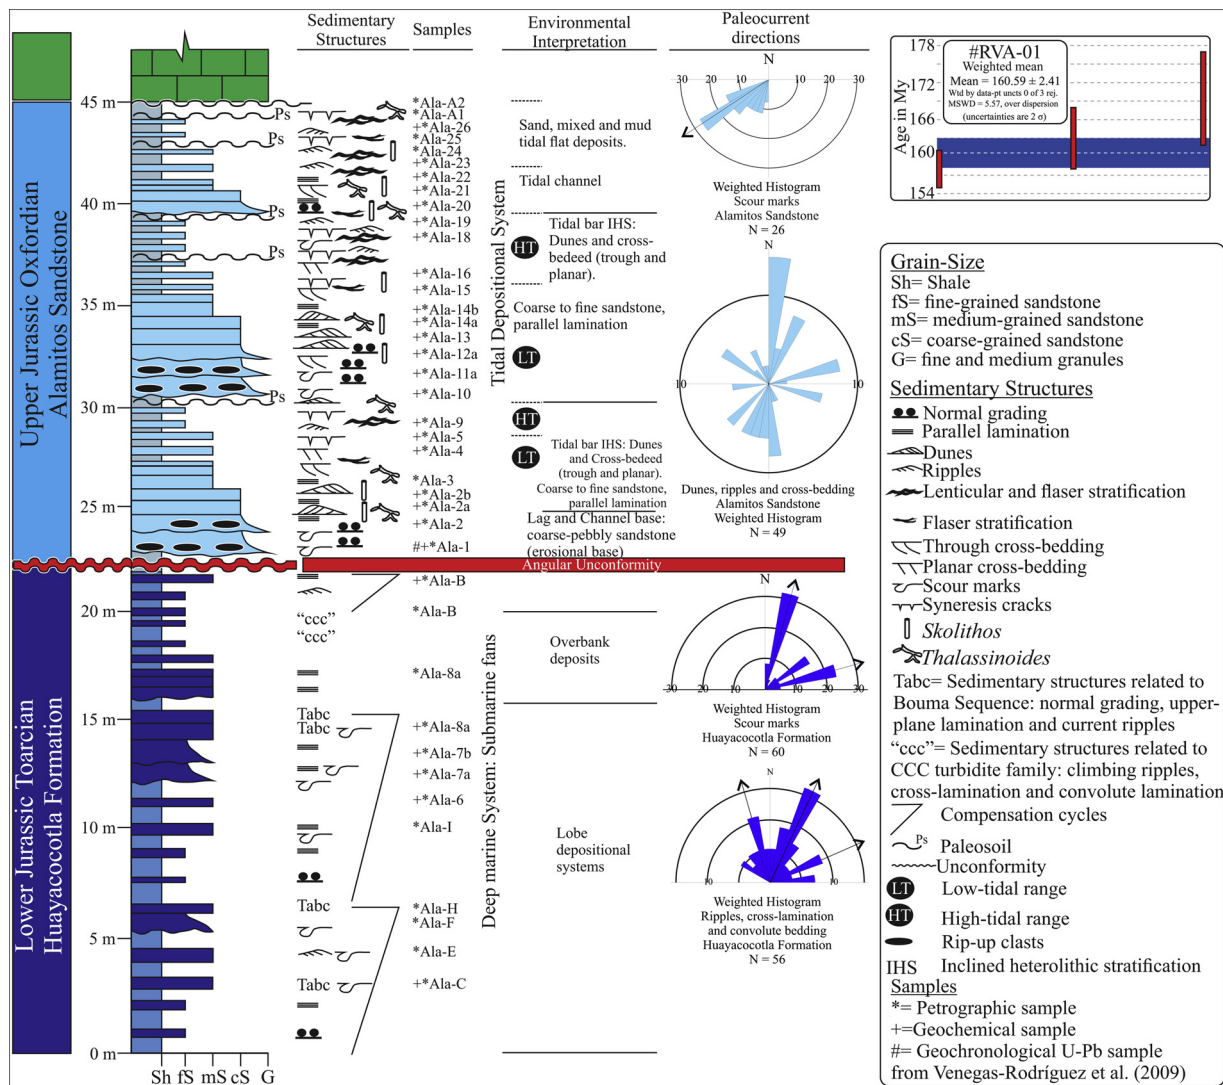 Sedimentary
Structures
Samples
Environmental
Interpretation
Paleocurrent
directions
Upper Jurassic Oxfordian
Alamitos Sandstone
Lower Jurassic Toarcian
Huayacocotla Formation
45 m
40 m
35 m
30 m
25 m
20 m
15 m
10 m
5 m
0 m
Sh fS mS cS G
Ps
Ps
Ps
Ps
Ps
"ccc"
"ccc"
Tabc
Tabc
Tabc
Tabc
*Ala-A2
*Ala-A1
+*Ala-26
*Ala-25
*Ala-24
+*Ala-23
*Ala-22
+*Ala-21
*Ala-20
+*Ala-19
+*Ala-18
+*Ala-16
+*Ala-15
+*Ala-14b
+*Ala-14a
+*Ala-13
+*Ala-12a
+*Ala-11a
+*Ala-10
+*Ala-9
+*Ala-5
+*Ala-4
*Ala-3
+*Ala-2b
+*Ala-2a
+*Ala-2
#+*Ala-1
Angular Unconformity
+*Ala-B
*Ala-B
*Ala-8a
+*Ala-8a
+*Ala-7b
+*Ala-7a
+*Ala-6
*Ala-I
*Ala-H
*Ala-F
*Ala-E
+*Ala-C
Tidal Depositional System
Deep marine System: Submarine fans
Sand, mixed and mud
tidal flat deposits.
Tidal channel
HT
Tidal bar IHS:
Dunes and cross-
bedeed (trough and
planar).
Coarse to fine sandstone,
parallel lamination
LT
HT
LT
Tidal bar IHS: Dunes
and Cross-bedeed
(trough and planar).
Coarse to fine sandstone,
parallel lamination
Lag and Channel base:
coarse-pebbly sandstone
(erosional base)
Overbank
deposits
Lobe
depositional
systems
N
30 20 10 10 20 30
Weighted Histogram
Scour marks
Alamitos Sandstone
N = 26
N
10 10
Dunes, ripples and cross-bedding
Alamitos Sandstone
Weighted Histogram
N = 49
N
30 20 10 10 20 30
Weighted Histogram
Scour marks
Huayacocotla Formation
N = 60
N
10 10
Weighted Histogram
Ripples, cross-lamination
and convolute bedding
Huayacocotla Formation
N = 56
Age in My
178
172
166
160
154
#RVA-01
Weighted mean
Mean = 160.59 ± 2.41
Wtd by data-pt uncts 0 of 3 rej.
MSWD = 5.57, over dispersion
(uncertainties are 2 σ)
Grain-Size
Sh= Shale
fS= fine-grained sandstone
mS= medium-grained sandstone
cS= coarse-grained sandstone
G= fine and medium granules
Sedimentary Structures
Normal grading
Parallel lamination
Dunes
Ripples
Lenticular and flaser stratification
Flaser stratification
Through cross-bedding
Planar cross-bedding
Scour marks
Syneresis cracks
Skolithos
Thalassinoides
Tabc= Sedimentary structures related to
Bouma Sequence: normal grading, upper-
plane lamination and current ripples
"ccc"= Sedimentary structures related to
CCC turbidite family: climbing ripples,
cross-lamination and convolute lamination
Compensation cycles
Ps Paleosoil
Unconformity
LT Low-tidal range
HT High-tidal range
Rip-up clasts
IHS Inclined heterolithic stratification
Samples
*= Petrographic sample
+=Geochemical sample
#= Geochronological U-Pb sample
from Venegas-Rodríguez et al. (2009)